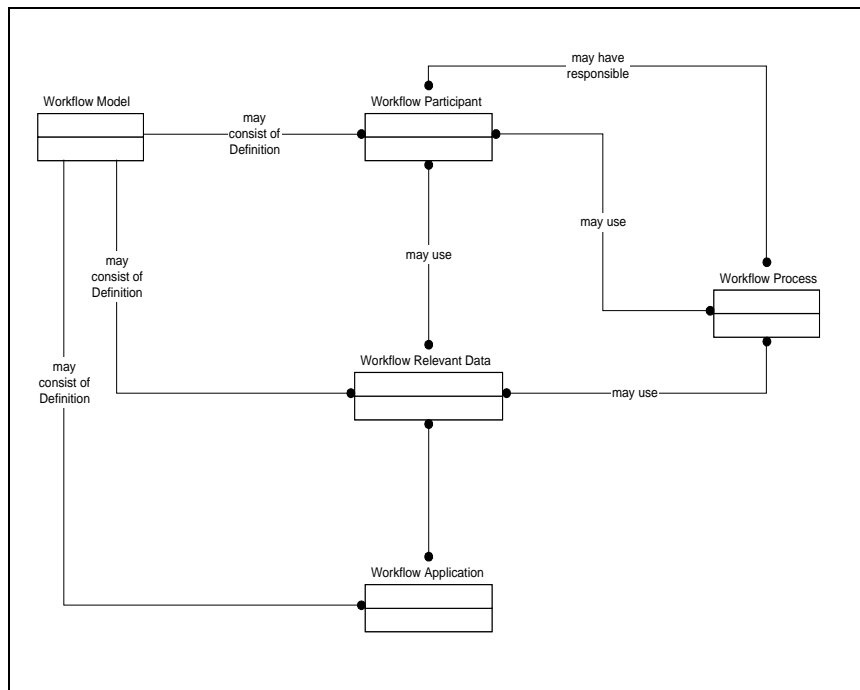 may have
responsible
Workflow Model
Workflow Participant
may
consist of
Definition
may use
may use
may
consist of
Definition
Workflow Process
may
consist of
Definition
Workflow Relevant Data
may use
Workflow Application